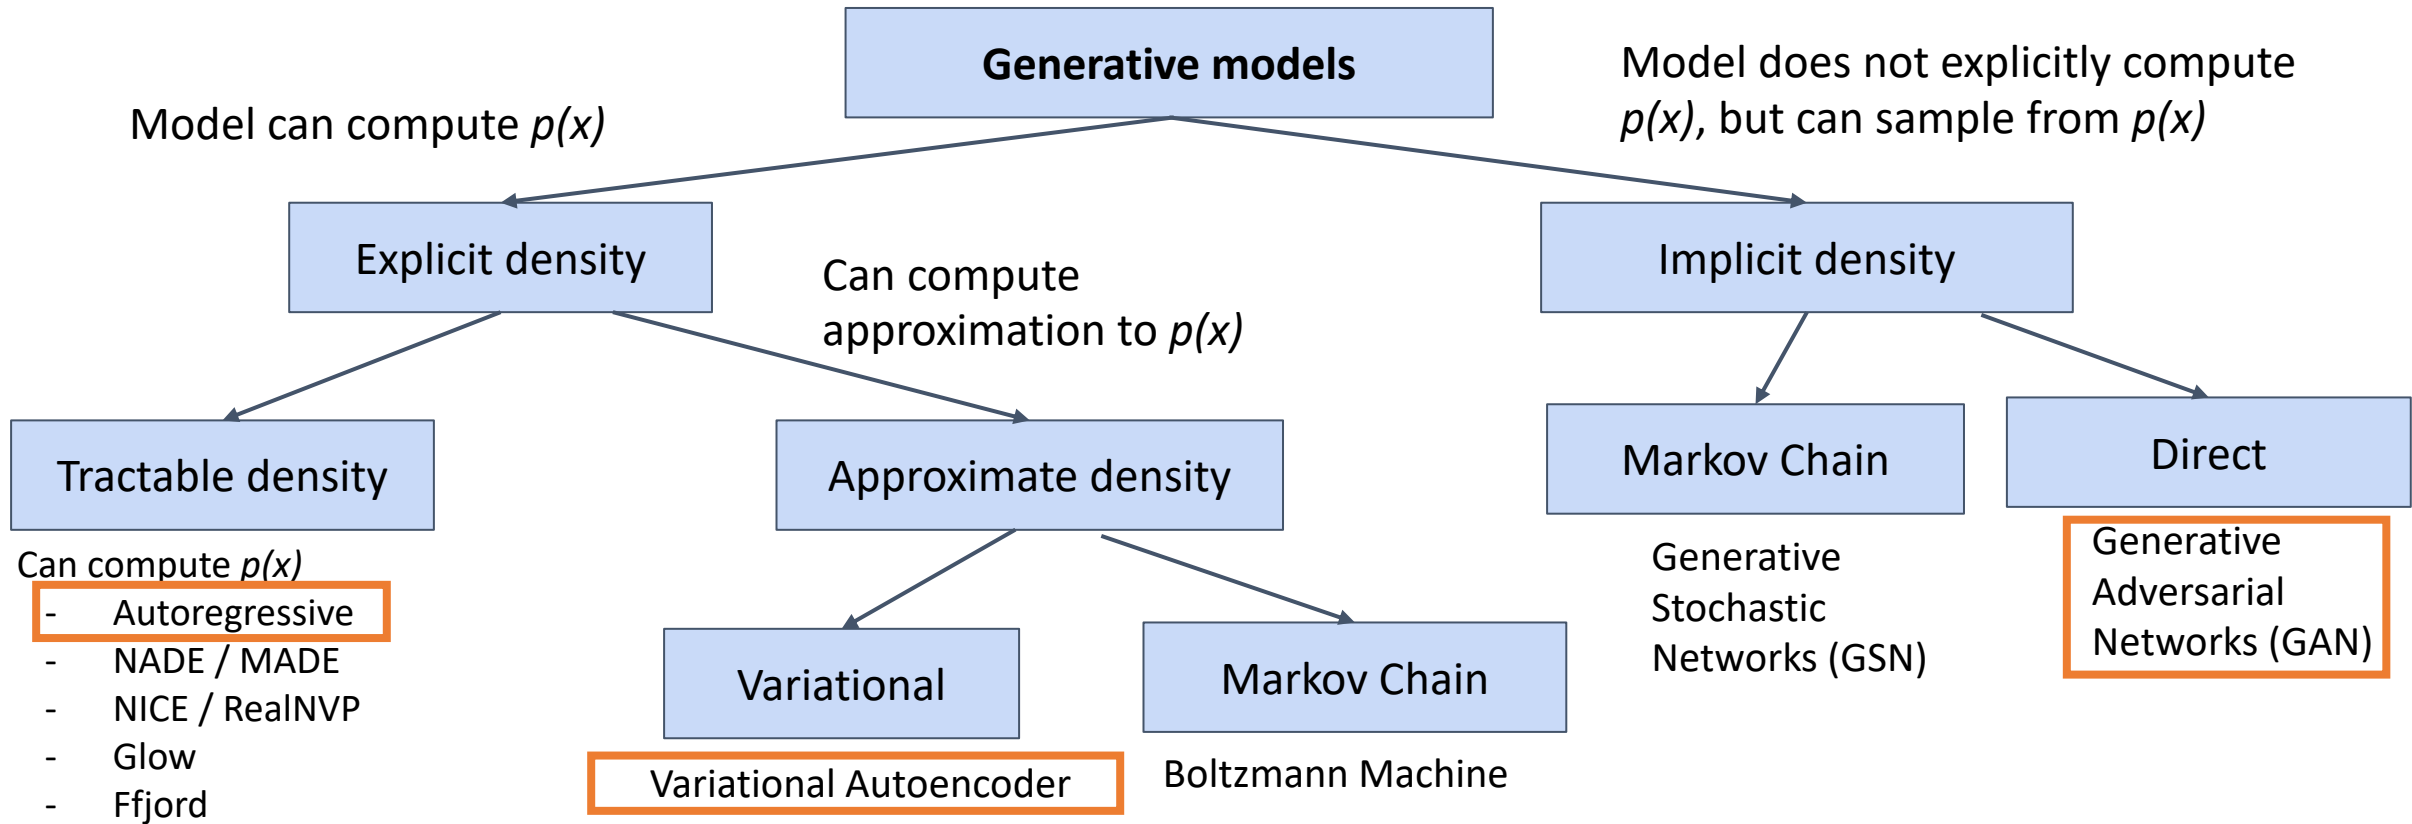 Generative models
Model can compute p(x)
Model does not explicitly compute
p(x), but can sample from p(x)
Explicit density
Implicit density
Can compute
approximation to p(x)
Tractable density
Approximate density
Markov Chain
Direct
Can compute p(x)
- Autoregressive
- NADE / MADE
- NICE / RealNVP
- Glow
- Ffjord
Variational
Markov Chain
Variational Autoencoder
Boltzmann Machine
Generative
Stochastic
Networks (GSN)
Generative
Adversarial
Networks (GAN)